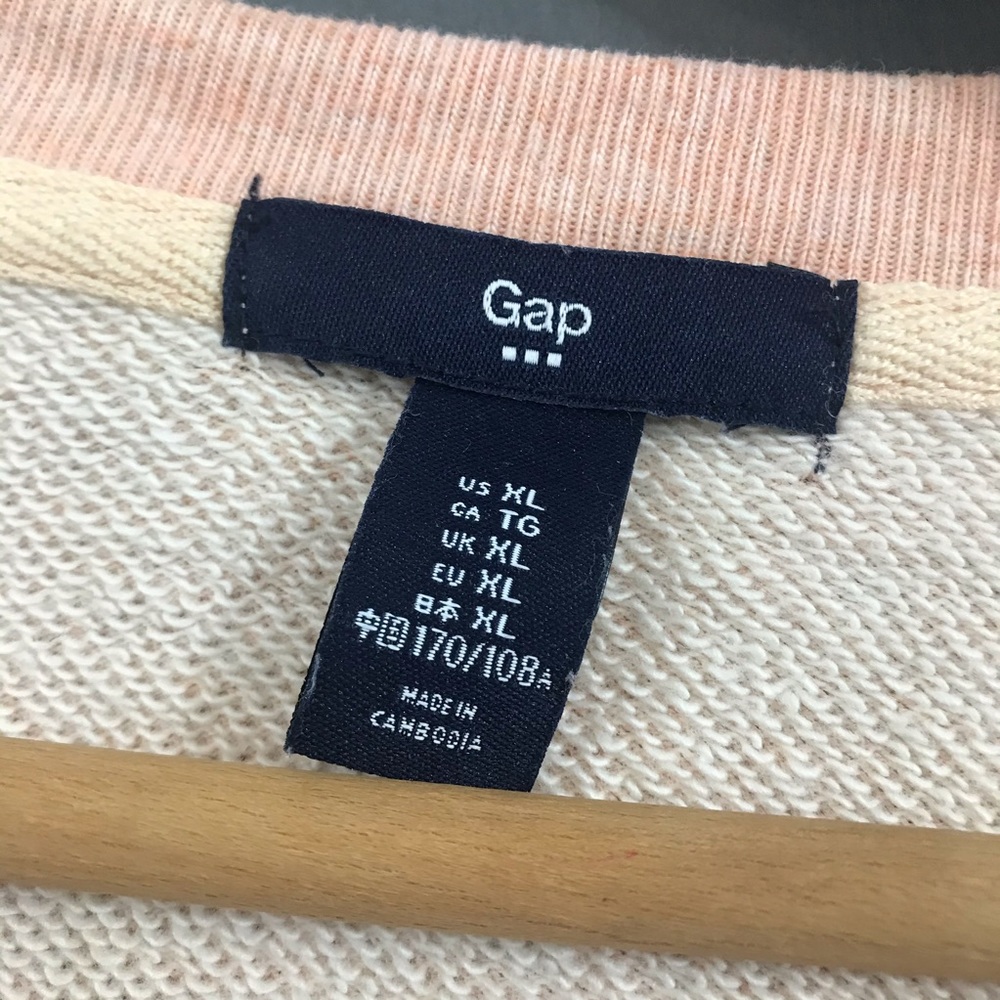 Gap
US XL
CA TG
UK XL
EU XL
日本 XL
中国 170/108A
MADE IN
CAMBODIA